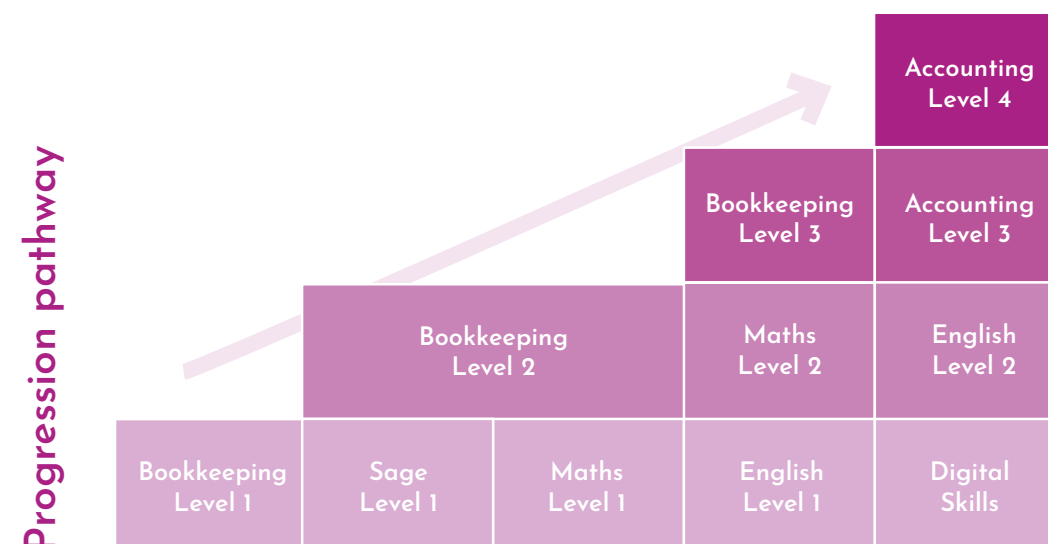 Progression pathway
Accounting
Level 4
Bookkeeping
Level 3
Accounting
Level 3
Bookkeeping
Level 2
Maths
Level 2
English
Level 2
Bookkeeping
Level 1
Sage
Level 1
Maths
Level 1
English
Level 1
Digital
Skills